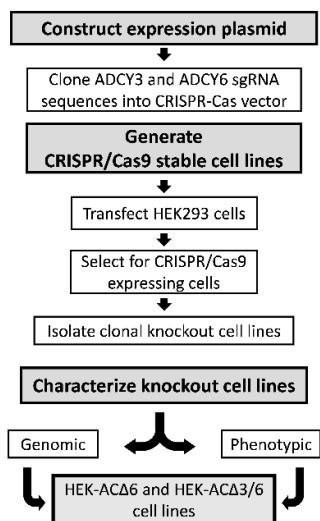 Construct expression plasmid
Clone ADCY3 and ADCY6 sgRNA
sequences into CRISPR-Cas vector
Generate
CRISPR/Cas9 stable cell lines
Transfect HEK293 cells
Select for CRISPR/Cas9
expressing cells
Isolate clonal knockout cell lines
Characterize knockout cell lines
Genomic
Phenotypic
HEK-ACΔ6 and HEK-ACΔ3/6
cell lines